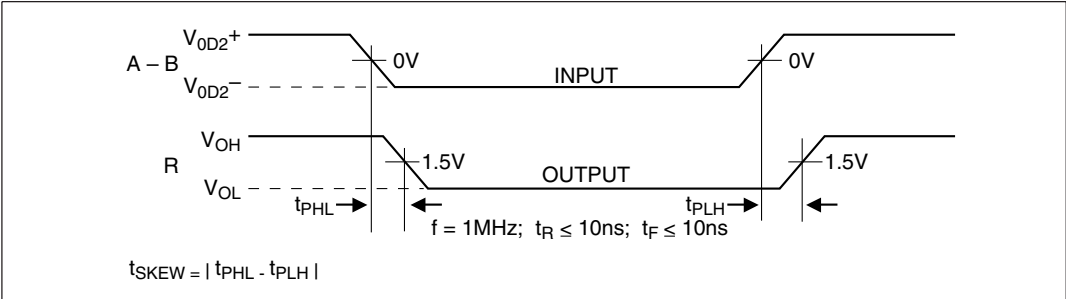 V0D2+
A – B
0V
0V
V0D2–
INPUT
VOH
R
1.5V
1.5V
VOL
OUTPUT
tPHL
tPLH
f = 1MHz; tR ≤ 10ns; tF ≤ 10ns
tSKEW = | tPHL - tPLH |